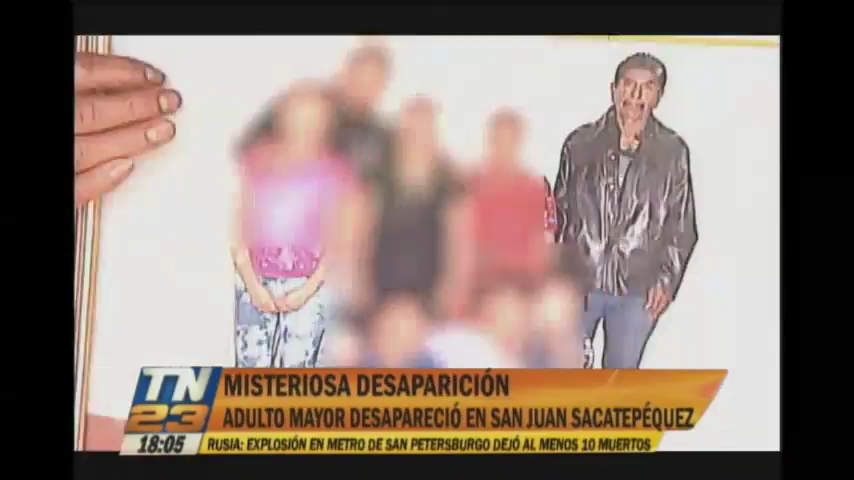 TN
23
18:05
MISTERIOSA DESAPARICIÓN
ADULTO MAYOR DESAPARECIÓ EN SAN JUAN SACATEPÉQUEZ
RUSIA: EXPLOSIÓN EN METRO DE SAN PETERSBURGO DEJÓ AL MENOS 10 MUERTOS